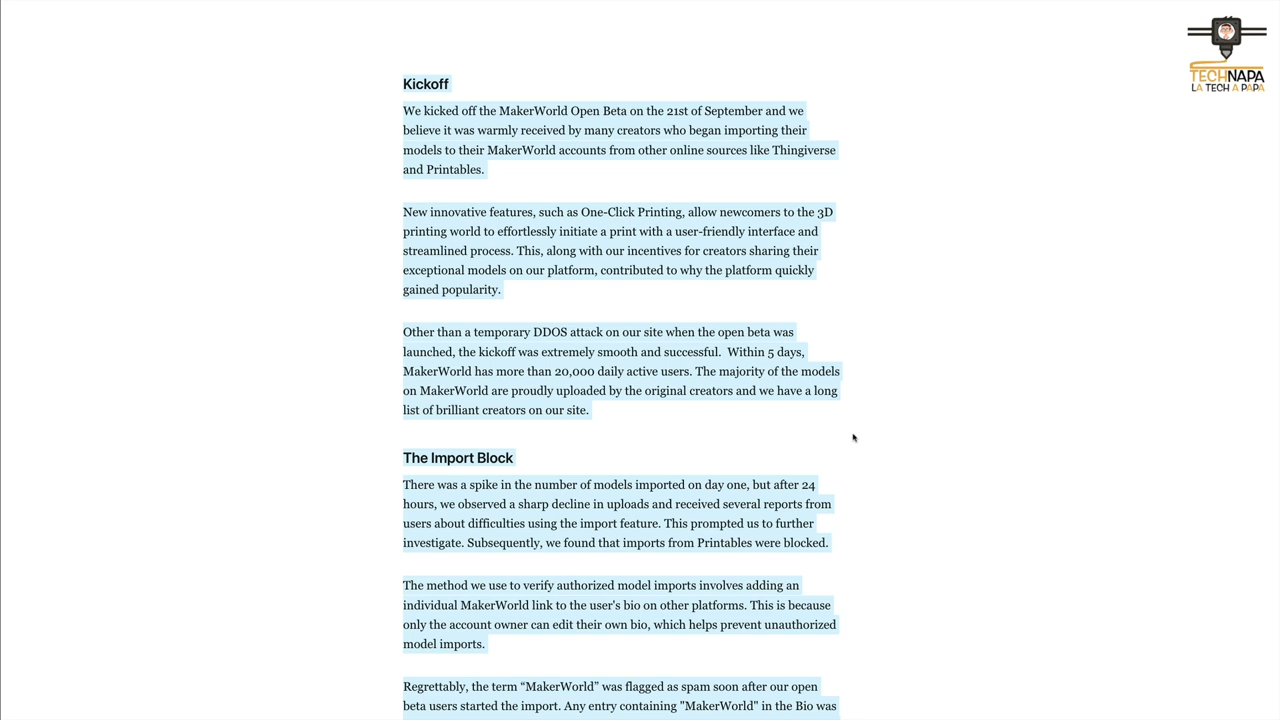 TECHNAPA
LA TECH A PAPA
Kickoff
We kicked off the MakerWorld Open Beta on the 21st of September and we
believe it was warmly received by many creators who began importing their
models to their MakerWorld accounts from other online sources like Thingiverse
and Printables.
New innovative features, such as One-Click Printing, allow newcomers to the 3D
printing world to effortlessly initiate a print with a user-friendly interface and
streamlined process. This, along with our incentives for creators sharing their
exceptional models on our platform, contributed to why the platform quickly
gained popularity.
Other than a temporary DDOS attack on our site when the open beta was
launched, the kickoff was extremely smooth and successful.  Within 5 days,
MakerWorld has more than 20,000 daily active users. The majority of the models
on MakerWorld are proudly uploaded by the original creators and we have a long
list of brilliant creators on our site.
The Import Block
There was a spike in the number of models imported on day one, but after 24
hours, we observed a sharp decline in uploads and received several reports from
users about difficulties using the import feature. This prompted us to further
investigate. Subsequently, we found that imports from Printables were blocked.
The method we use to verify authorized model imports involves adding an
individual MakerWorld link to the user's bio on other platforms. This is because
only the account owner can edit their own bio, which helps prevent unauthorized
model imports.
Regrettably, the term “MakerWorld” was flagged as spam soon after our open
beta users started the import. Any entry containing "MakerWorld" in the Bio was